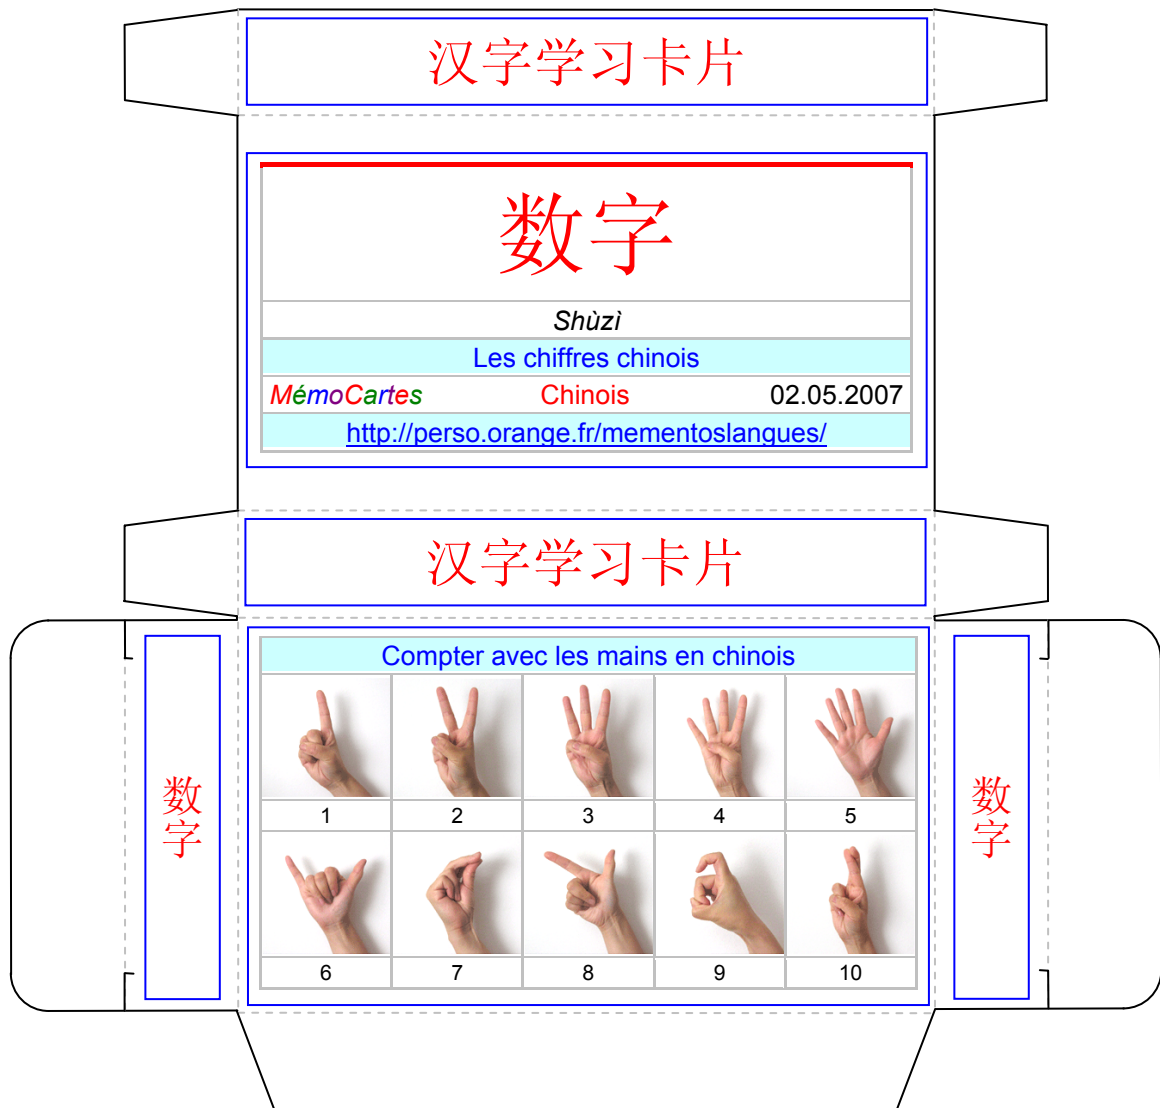 汉字学习卡片
数字
Shùzì
Les chiffres chinois
MémoCartes Chinois 02.05.2007
http://perso.orange.fr/mementoslangues/
汉字学习卡片
Compter avec les mains en chinois
1 2 3 4 5
6 7 8 9 10
数字
数字